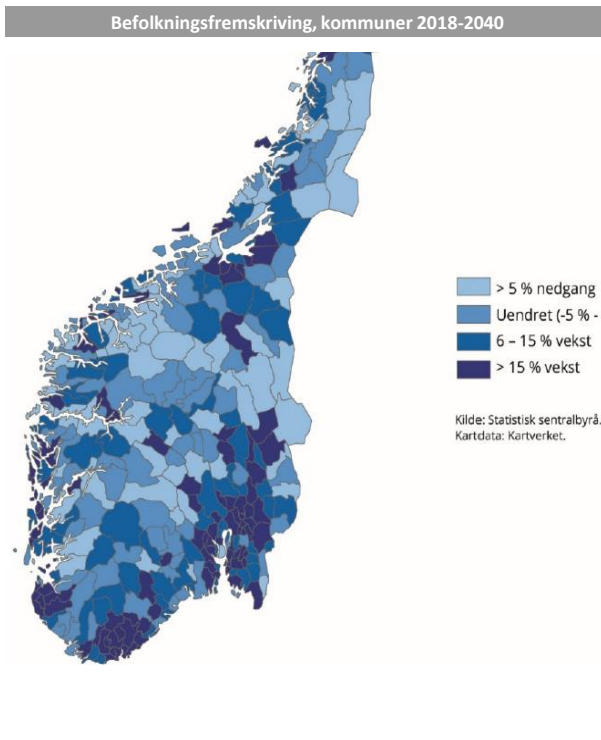 Befolkningsfremskriving, kommuner 2018-2040
> 5 % nedgang
Uendret (-5 % -
6 – 15 % vekst
> 15 % vekst
Kilde: Statistisk sentralbyrå.
Kartdata: Kartverket.